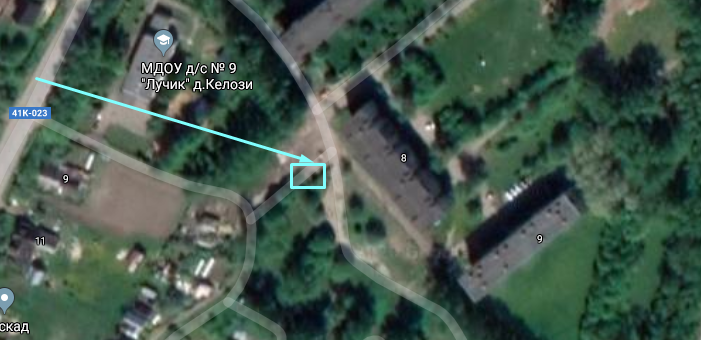 МДОУ д/с № 9
"Лучик" д.Келози
41К-023
8
9
9
11
скад